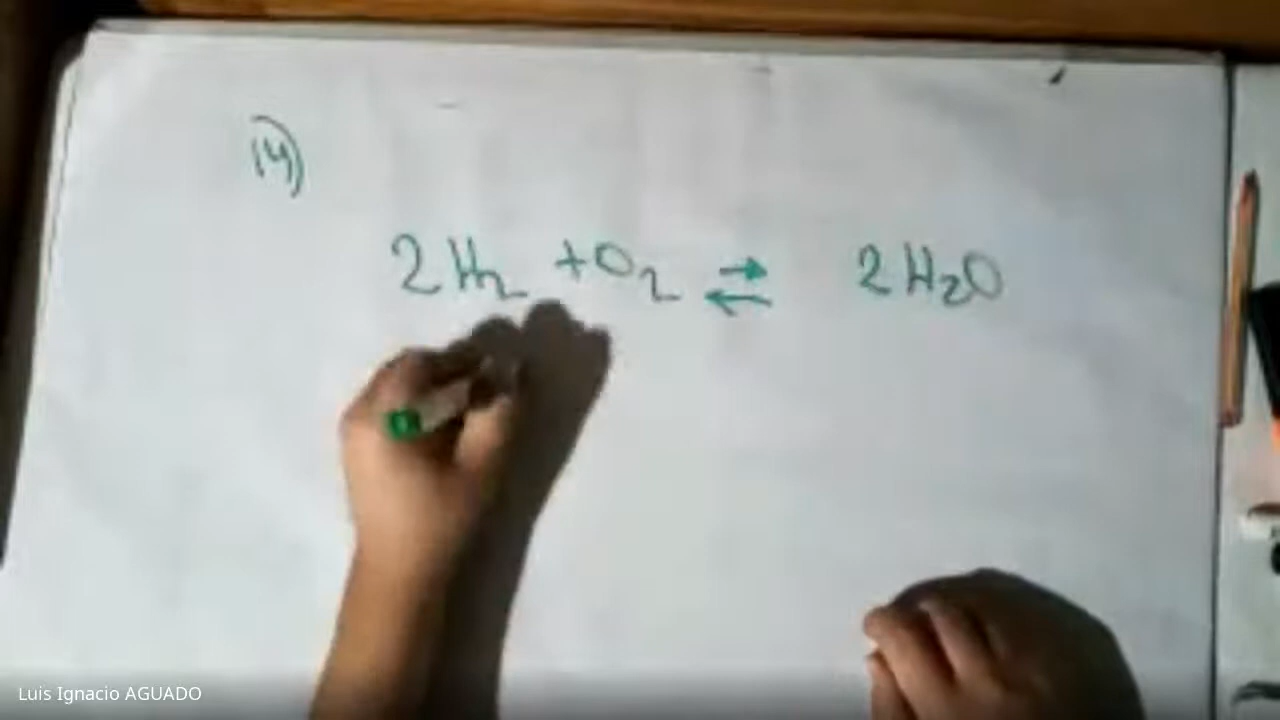 14)
2H₂ + O₂ ⇄ 2H₂O
Luis Ignacio AGUADO